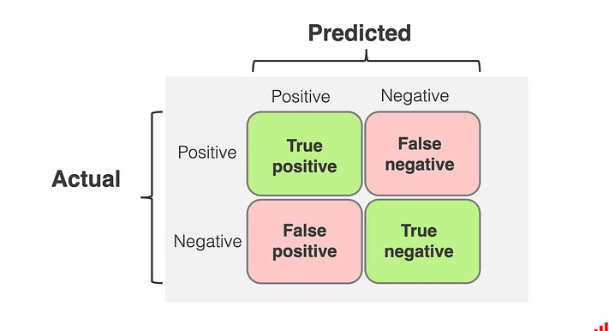 Predicted
Positive Negative
Actual
Positive
True
positive
False
negative
Negative
False
positive
True
negative